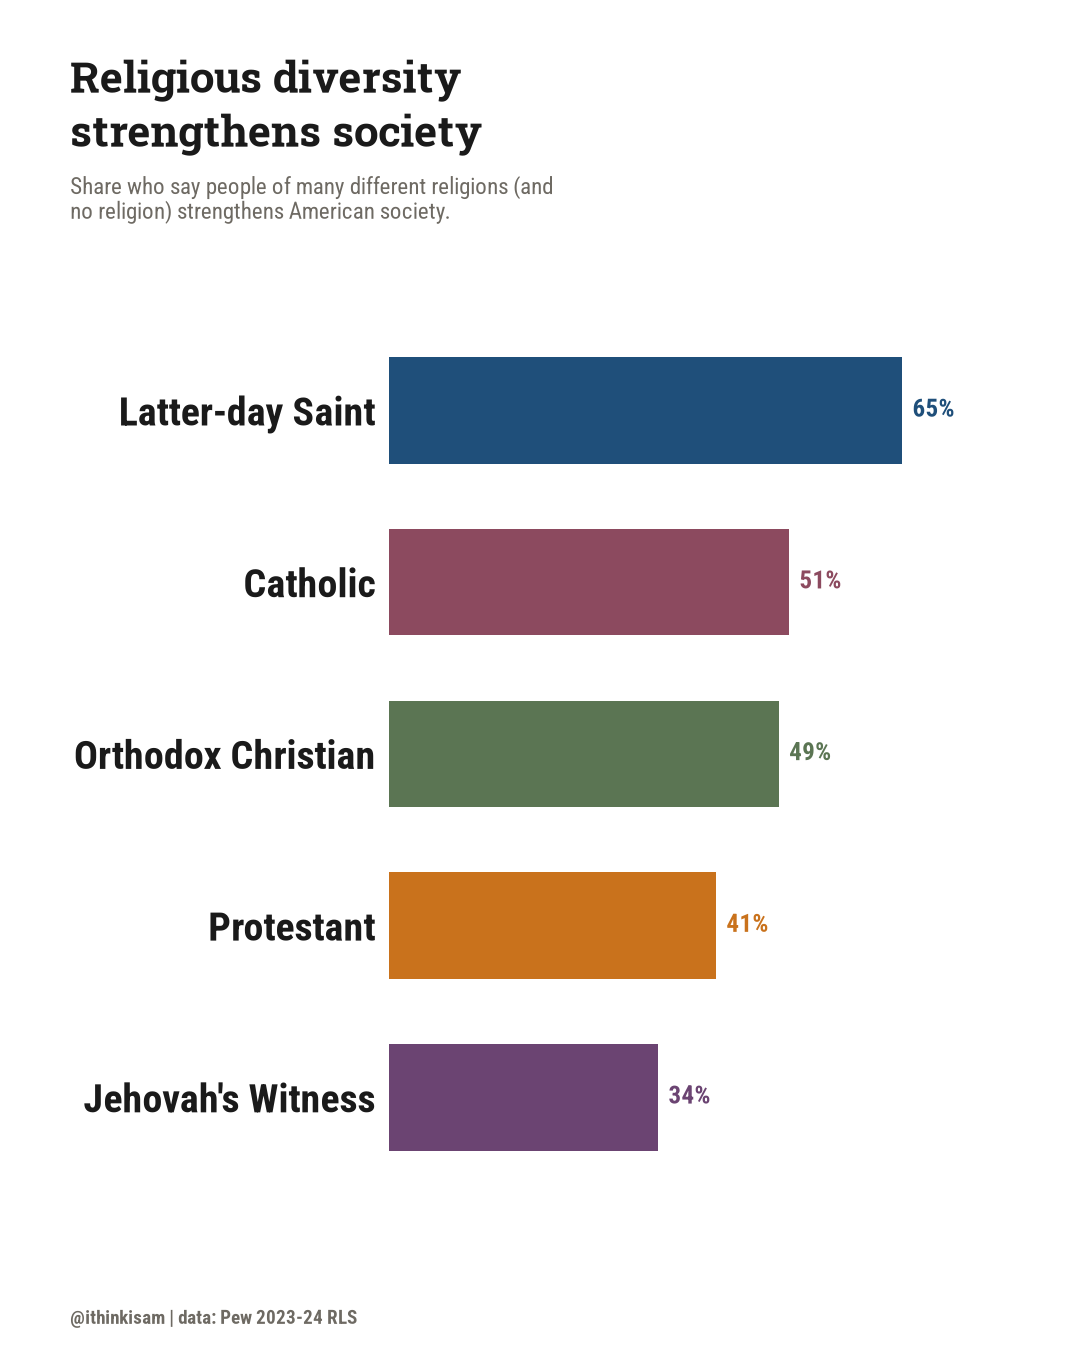 Religious diversity
strengthens society
Share who say people of many different religions (and
no religion) strengthens American society.
Latter-day Saint
65%
Catholic
51%
Orthodox Christian
49%
Protestant
41%
Jehovah's Witness
34%
@ithinkisam | data: Pew 2023-24 RLS